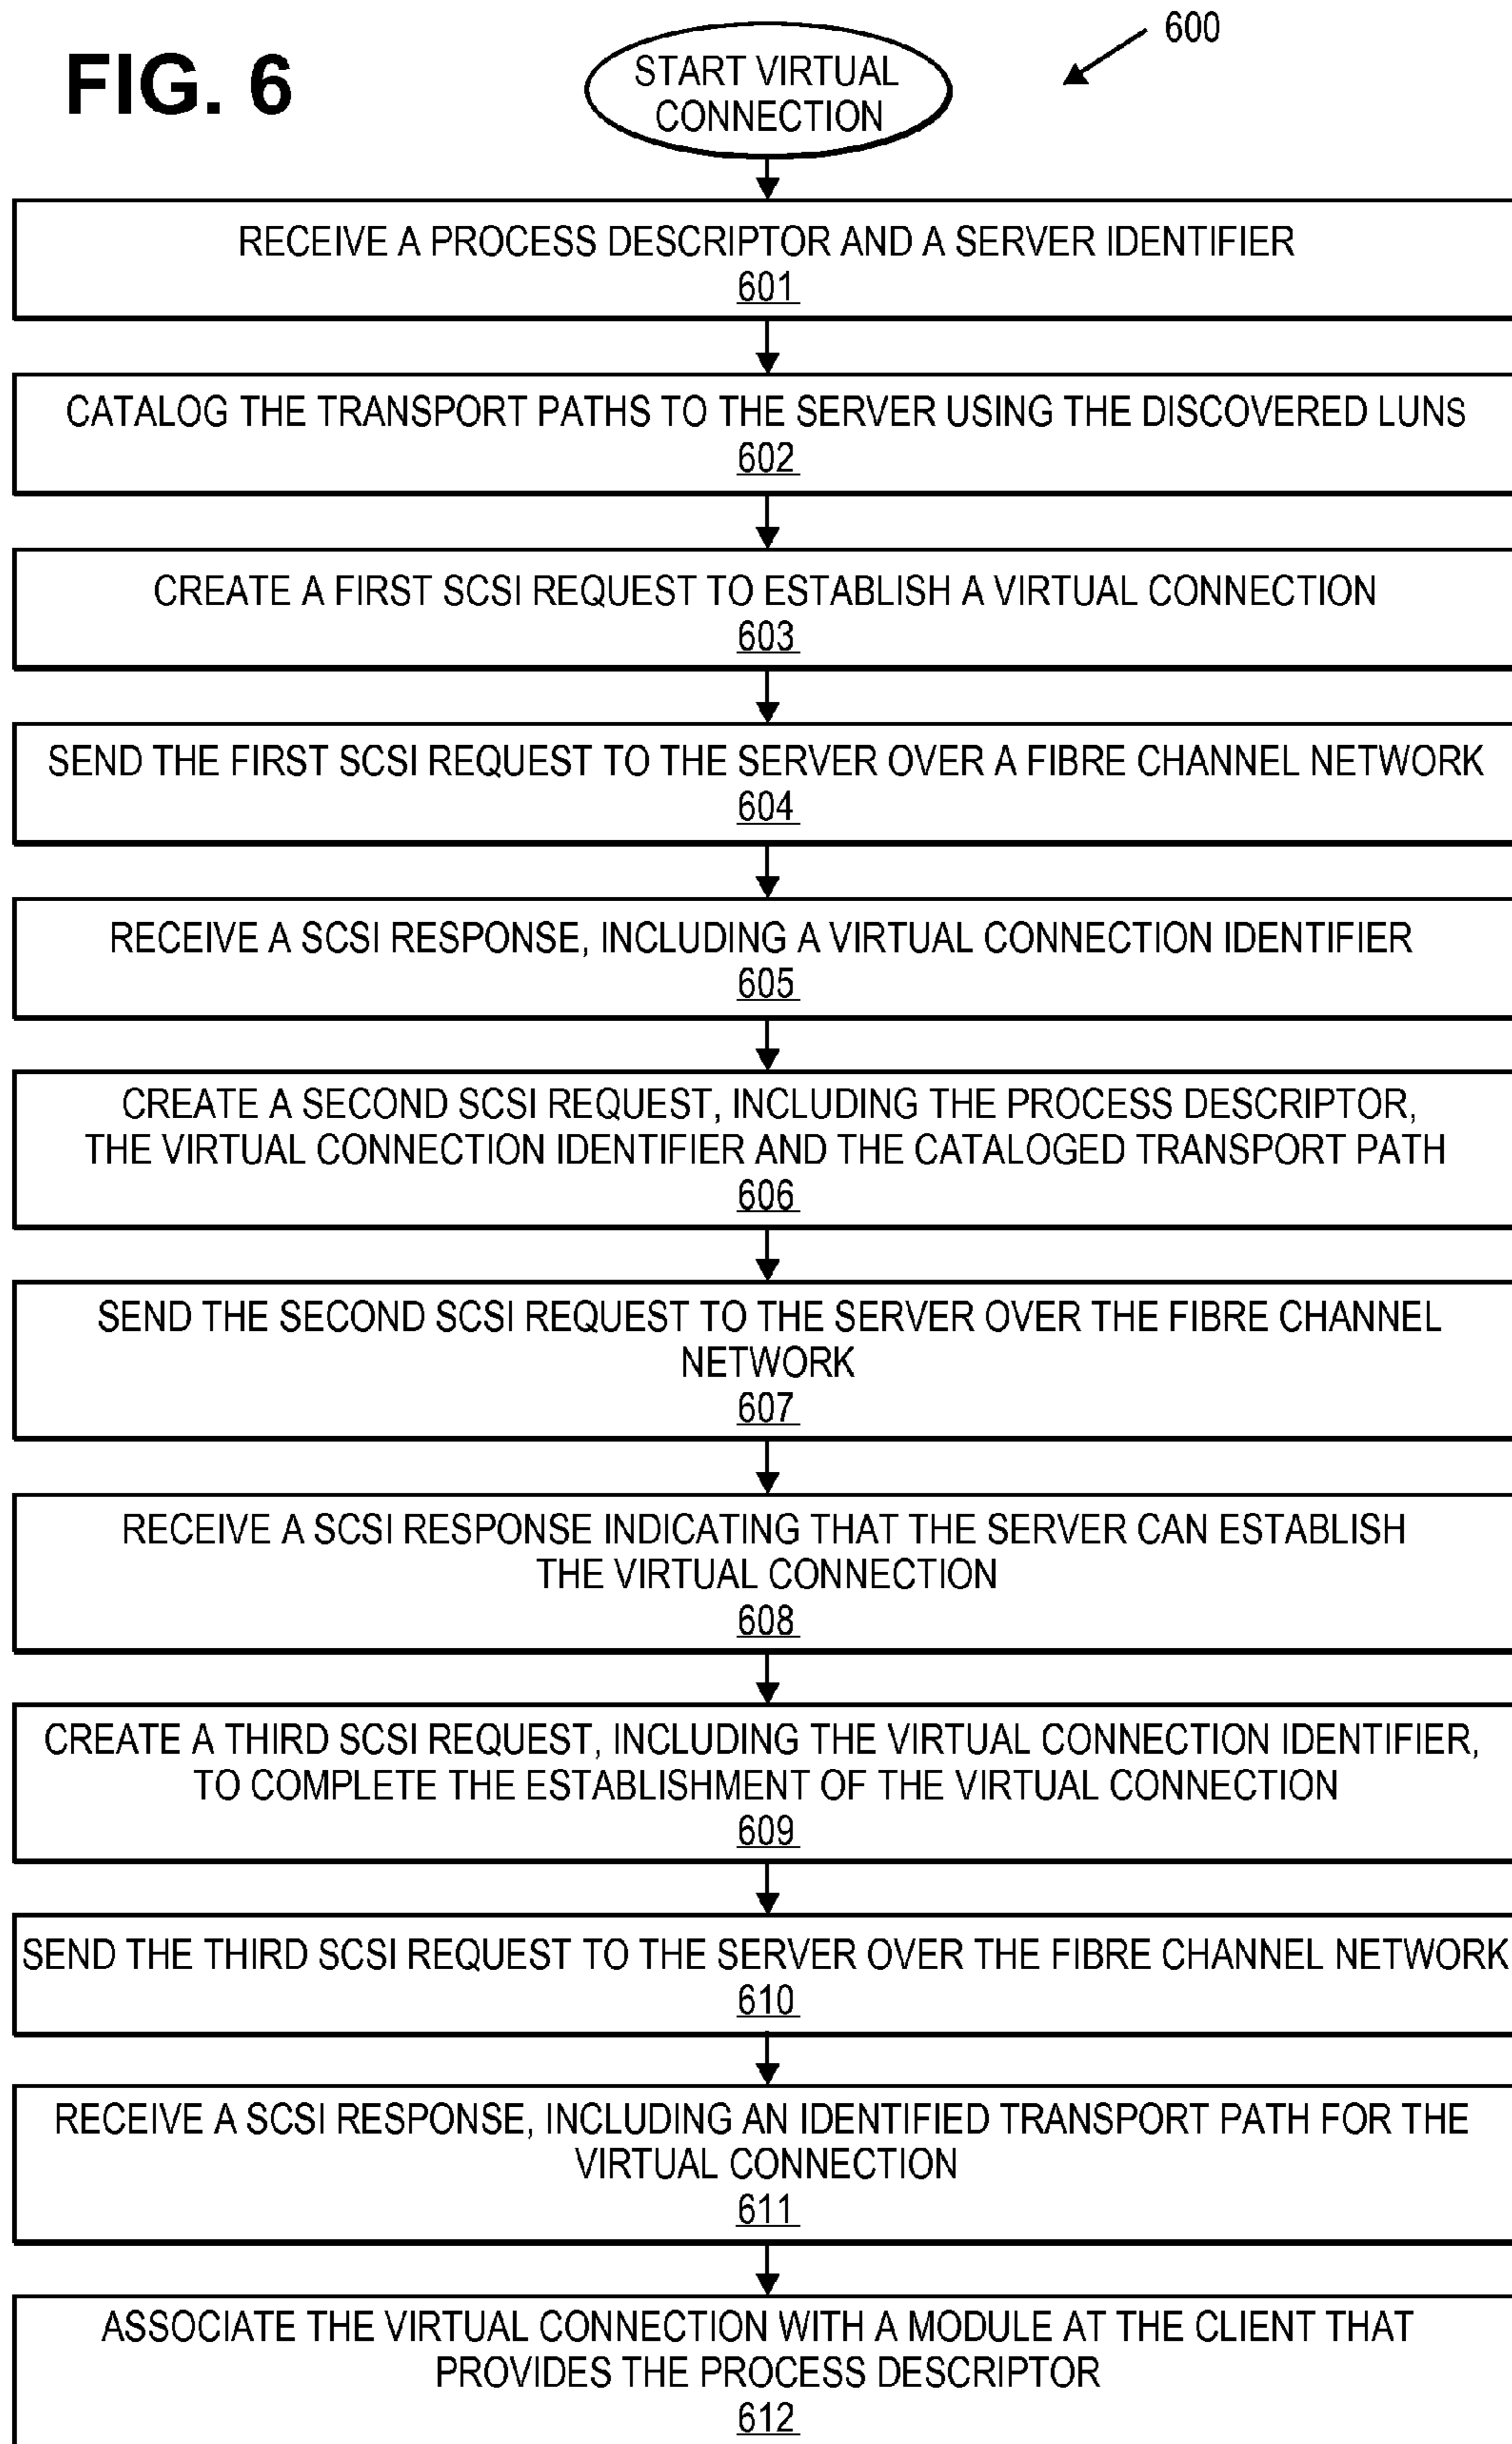 FIG. 6
600
START VIRTUAL
CONNECTION
RECEIVE A PROCESS DESCRIPTOR AND A SERVER IDENTIFIER
601
CATALOG THE TRANSPORT PATHS TO THE SERVER USING THE DISCOVERED LUNS
602
CREATE A FIRST SCSI REQUEST TO ESTABLISH A VIRTUAL CONNECTION
603
SEND THE FIRST SCSI REQUEST TO THE SERVER OVER A FIBRE CHANNEL NETWORK
604
RECEIVE A SCSI RESPONSE, INCLUDING A VIRTUAL CONNECTION IDENTIFIER
605
CREATE A SECOND SCSI REQUEST, INCLUDING THE PROCESS DESCRIPTOR,
THE VIRTUAL CONNECTION IDENTIFIER AND THE CATALOGED TRANSPORT PATH
606
SEND THE SECOND SCSI REQUEST TO THE SERVER OVER THE FIBRE CHANNEL
NETWORK
607
RECEIVE A SCSI RESPONSE INDICATING THAT THE SERVER CAN ESTABLISH
THE VIRTUAL CONNECTION
608
CREATE A THIRD SCSI REQUEST, INCLUDING THE VIRTUAL CONNECTION IDENTIFIER,
TO COMPLETE THE ESTABLISHMENT OF THE VIRTUAL CONNECTION
609
SEND THE THIRD SCSI REQUEST TO THE SERVER OVER THE FIBRE CHANNEL NETWORK
610
RECEIVE A SCSI RESPONSE, INCLUDING AN IDENTIFIED TRANSPORT PATH FOR THE
VIRTUAL CONNECTION
611
ASSOCIATE THE VIRTUAL CONNECTION WITH A MODULE AT THE CLIENT THAT
PROVIDES THE PROCESS DESCRIPTOR
612